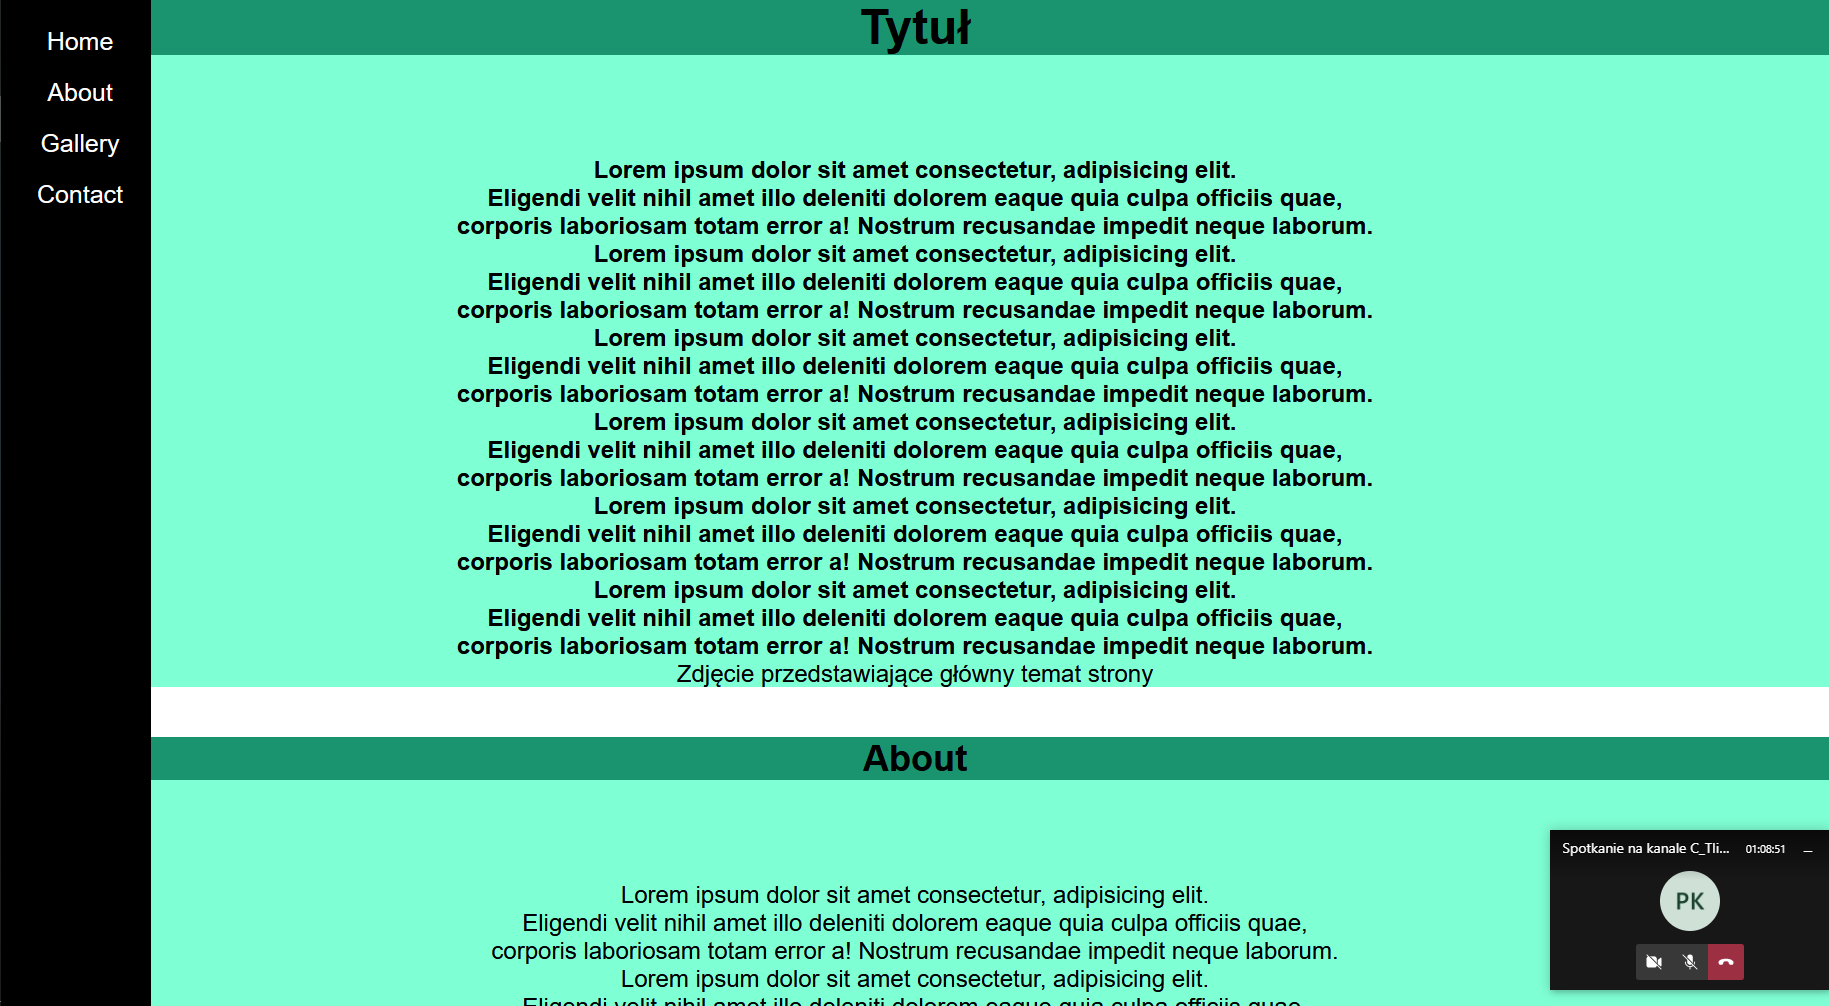 Home
About
Gallery
Contact
Tytuł
Lorem ipsum dolor sit amet consectetur, adipisicing elit.
Eligendi velit nihil amet illo deleniti dolorem eaque quia culpa officiis quae,
corporis laboriosam totam error a! Nostrum recusandae impedit neque laborum.
Lorem ipsum dolor sit amet consectetur, adipisicing elit.
Eligendi velit nihil amet illo deleniti dolorem eaque quia culpa officiis quae,
corporis laboriosam totam error a! Nostrum recusandae impedit neque laborum.
Lorem ipsum dolor sit amet consectetur, adipisicing elit.
Eligendi velit nihil amet illo deleniti dolorem eaque quia culpa officiis quae,
corporis laboriosam totam error a! Nostrum recusandae impedit neque laborum.
Lorem ipsum dolor sit amet consectetur, adipisicing elit.
Eligendi velit nihil amet illo deleniti dolorem eaque quia culpa officiis quae,
corporis laboriosam totam error a! Nostrum recusandae impedit neque laborum.
Lorem ipsum dolor sit amet consectetur, adipisicing elit.
Eligendi velit nihil amet illo deleniti dolorem eaque quia culpa officiis quae,
corporis laboriosam totam error a! Nostrum recusandae impedit neque laborum.
Lorem ipsum dolor sit amet consectetur, adipisicing elit.
Eligendi velit nihil amet illo deleniti dolorem eaque quia culpa officiis quae,
corporis laboriosam totam error a! Nostrum recusandae impedit neque laborum.
Zdjęcie przedstawiające główny temat strony
About
Lorem ipsum dolor sit amet consectetur, adipisicing elit.
Eligendi velit nihil amet illo deleniti dolorem eaque quia culpa officiis quae,
corporis laboriosam totam error a! Nostrum recusandae impedit neque laborum.
Lorem ipsum dolor sit amet consectetur, adipisicing elit.
Eligendi velit nihil amet illo deleniti dolorem eaque quia culpa officiis quae,
Spotkanie na kanale C_Tli... 01:08:51
PK